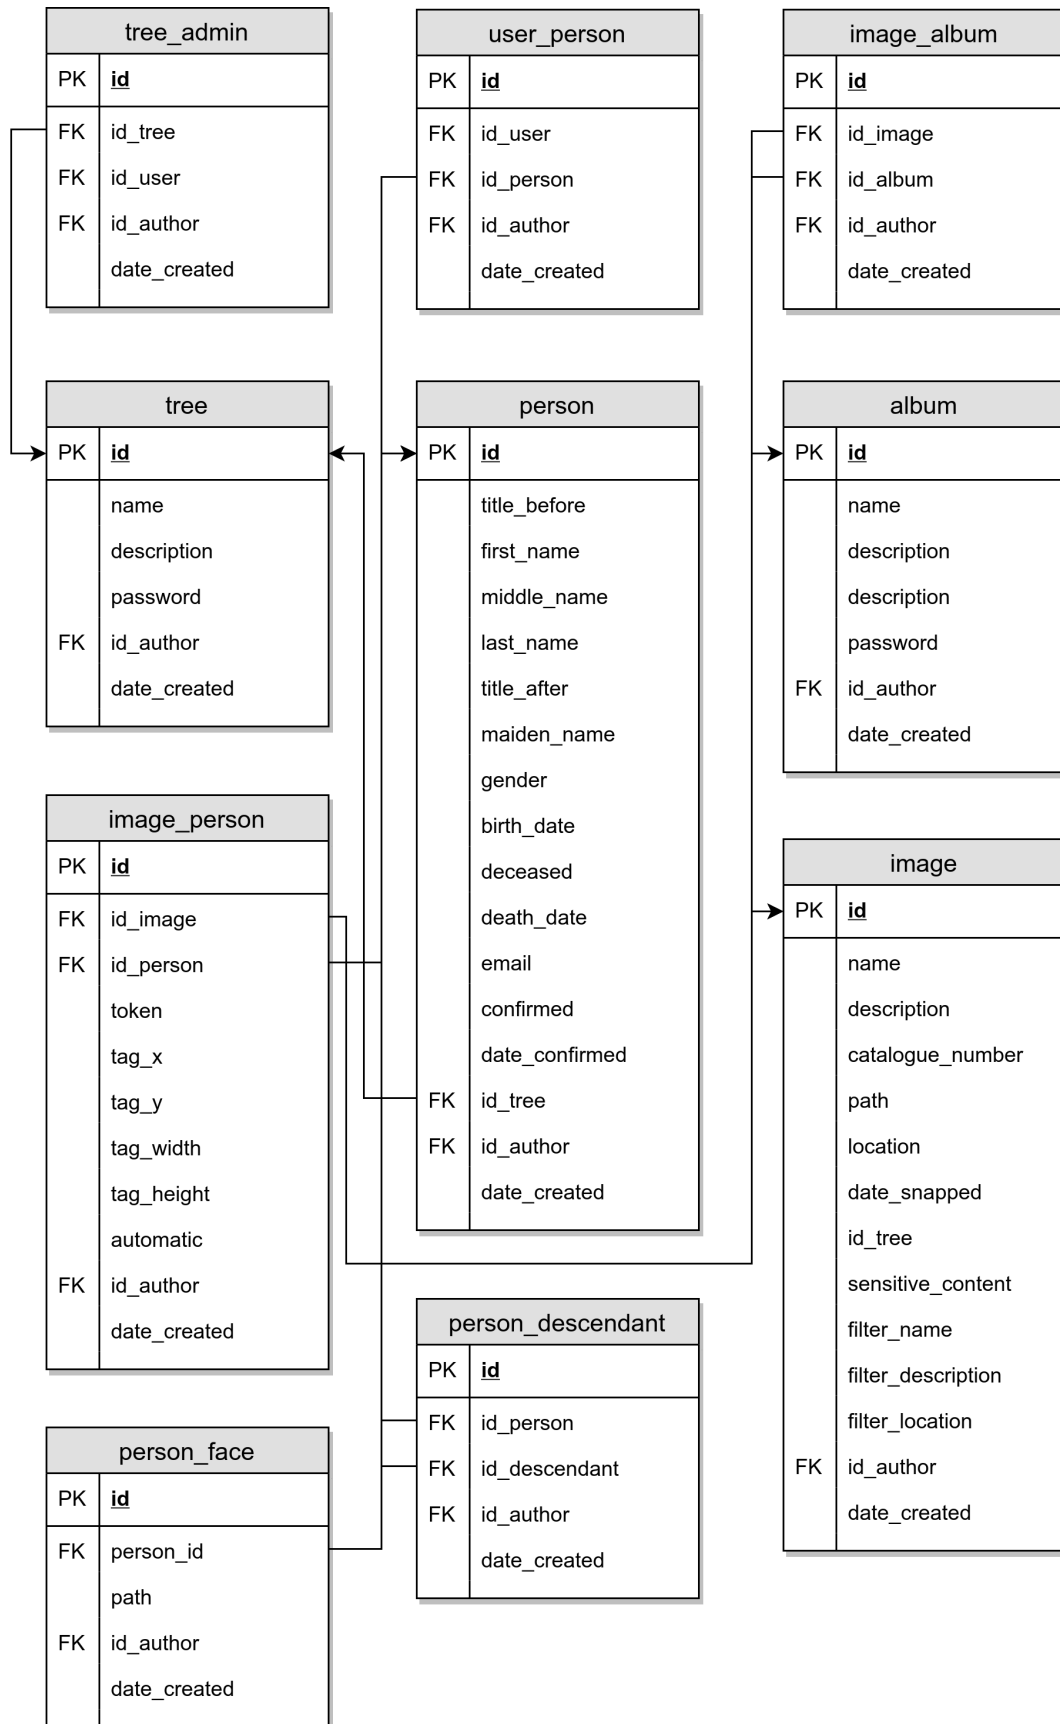 tree_admin
PK id
FK id_tree
FK id_user
FK id_author
date_created
user_person
PK id
FK id_user
FK id_person
FK id_author
date_created
image_album
PK id
FK id_image
FK id_album
FK id_author
date_created
tree
PK id
name
description
password
FK id_author
date_created
person
PK id
title_before
first_name
middle_name
last_name
title_after
maiden_name
gender
birth_date
deceased
death_date
email
confirmed
date_confirmed
FK id_tree
FK id_author
date_created
album
PK id
name
description
description
password
FK id_author
date_created
image_person
PK id
FK id_image
FK id_person
token
tag_x
tag_y
tag_width
tag_height
automatic
FK id_author
date_created
image
PK id
name
description
catalogue_number
path
location
date_snapped
id_tree
sensitive_content
filter_name
filter_description
filter_location
FK id_author
date_created
person_descendant
PK id
FK id_person
FK id_descendant
FK id_author
date_created
person_face
PK id
FK person_id
path
FK id_author
date_created